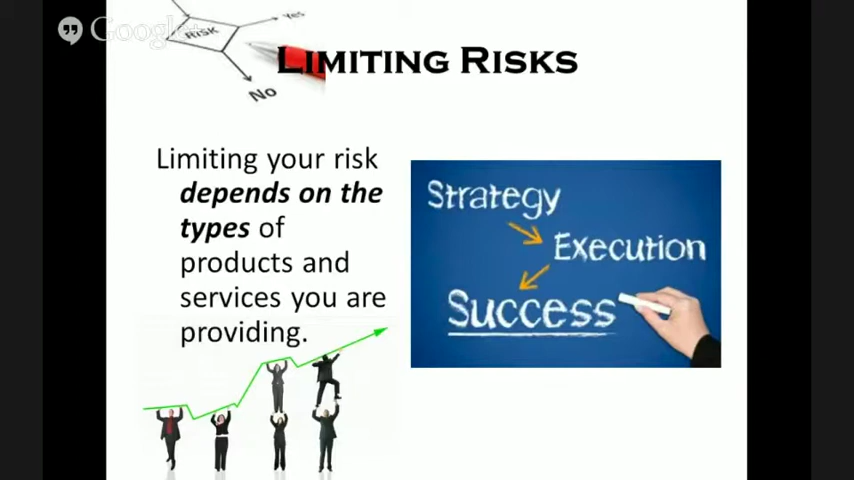 Google+
RISK
Yes
No
LIMITING RISKS
Limiting your risk
depends on the
types of
products and
services you are
providing.
Strategy
Execution
Success